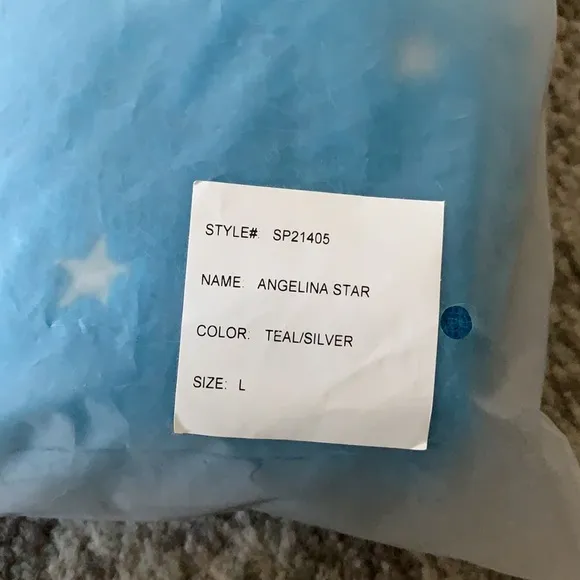 STYLE#: SP21405
NAME: ANGELINA STAR
COLOR: TEAL/SILVER
SIZE: L